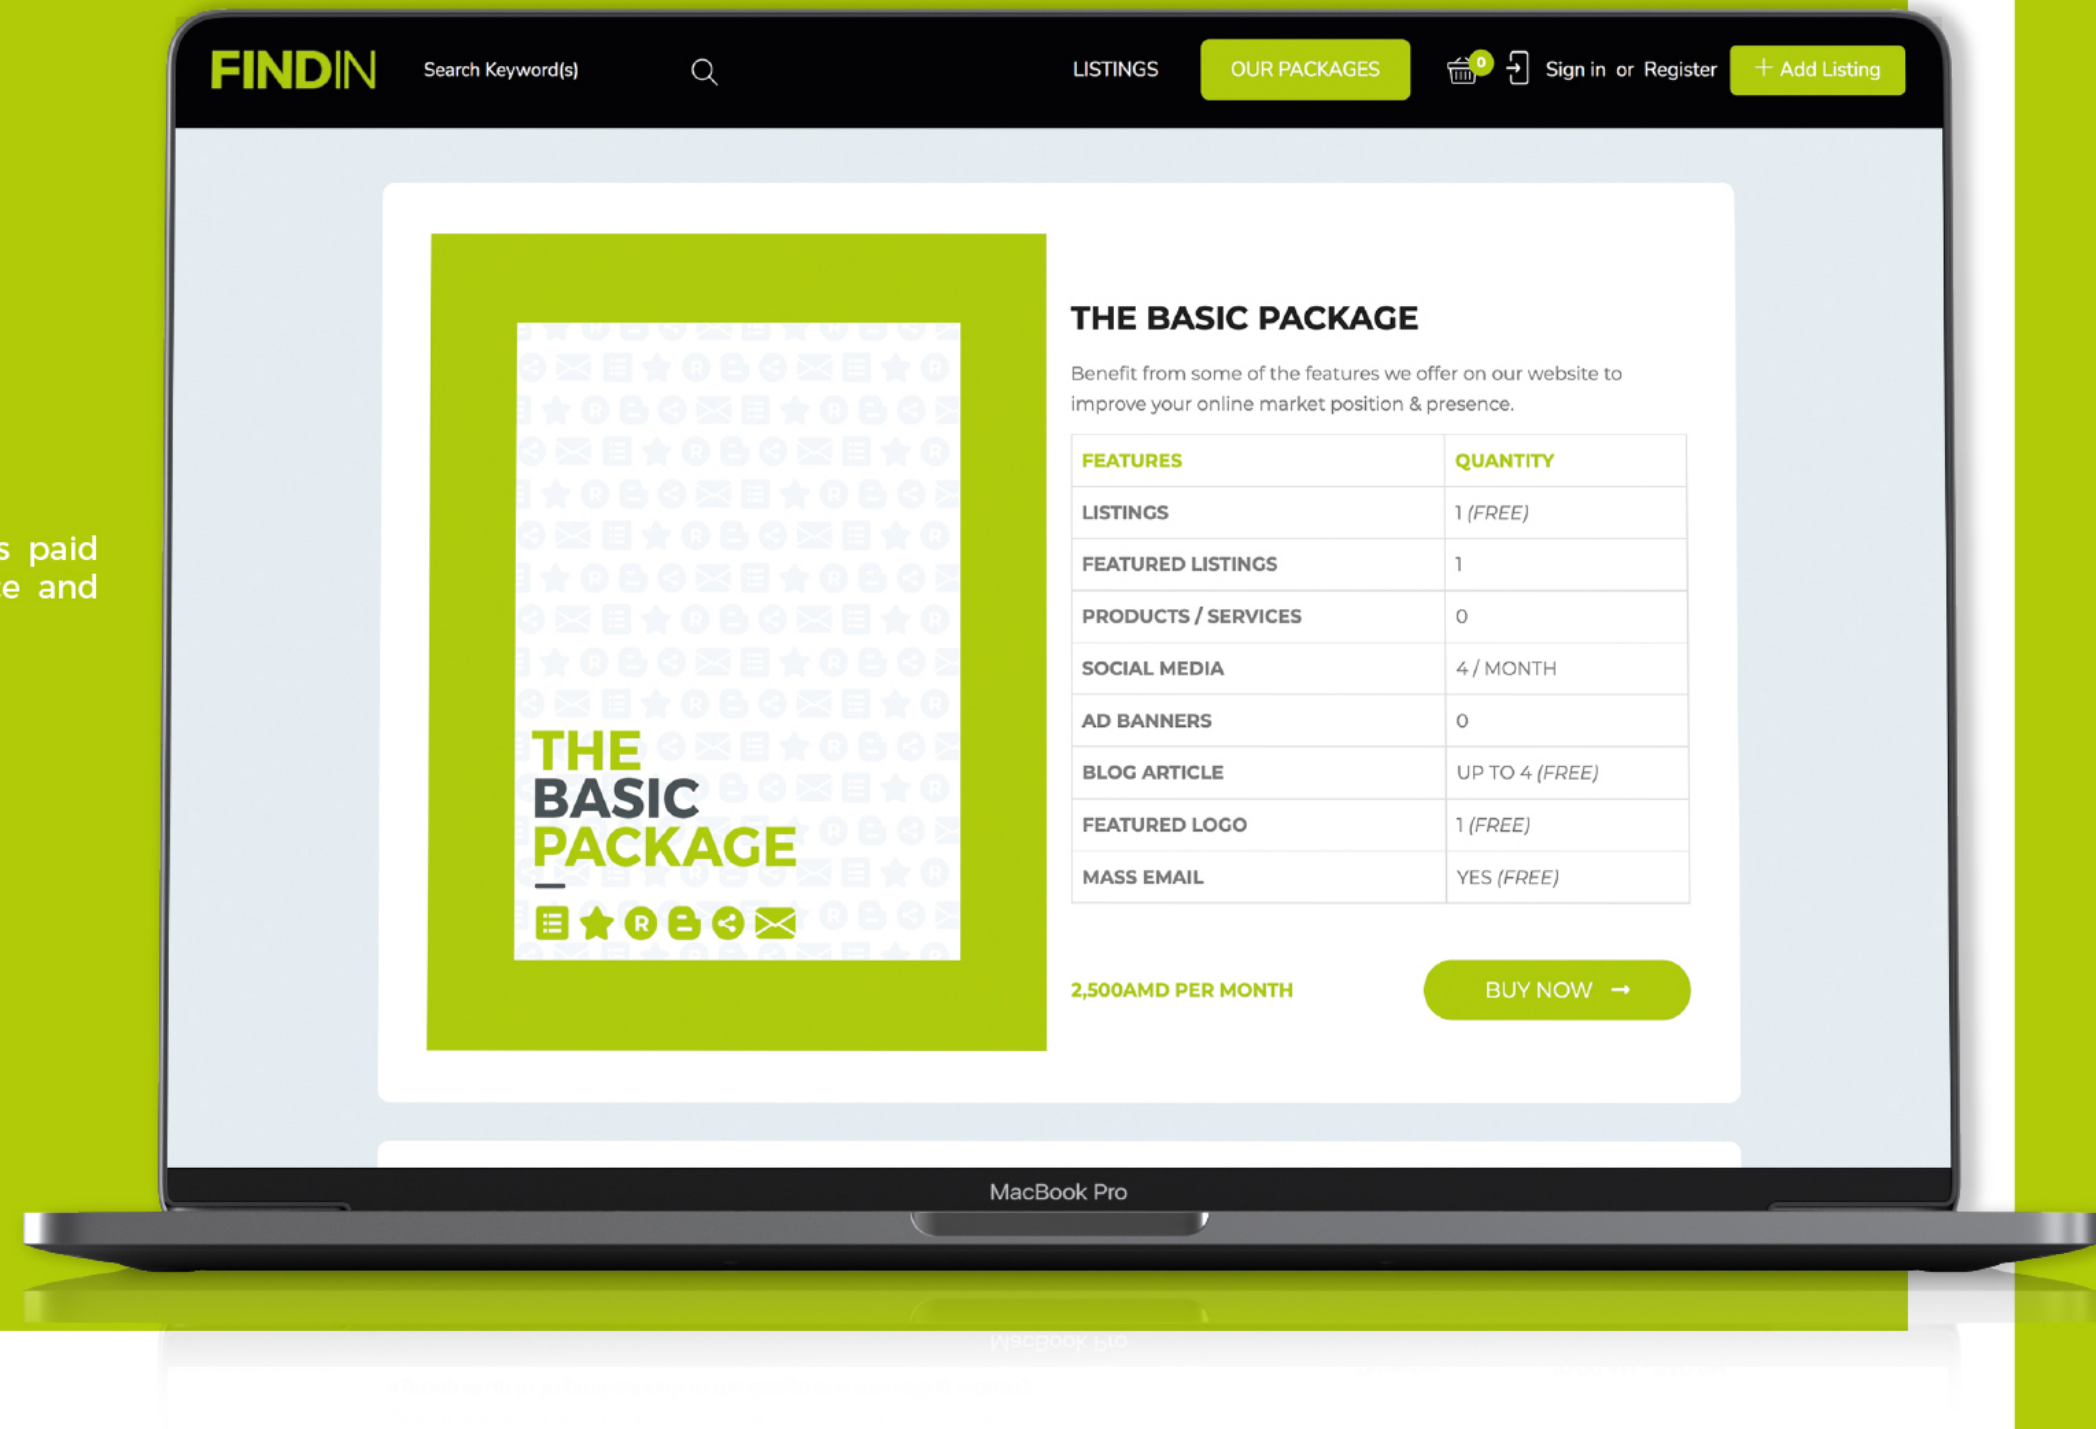 FINDIN
Search Keyword(s)
LISTINGS
OUR PACKAGES
0
Sign in or Register
+ Add Listing
s paid
e and
THE BASIC PACKAGE
Benefit from some of the features we offer on our website to
improve your online market position & presence.
FEATURES QUANTITY
LISTINGS 1 (FREE)
FEATURED LISTINGS 1
PRODUCTS / SERVICES 0
SOCIAL MEDIA 4 / MONTH
AD BANNERS 0
BLOG ARTICLE UP TO 4 (FREE)
FEATURED LOGO 1 (FREE)
MASS EMAIL YES (FREE)
THE
BASIC
PACKAGE
2,500AMD PER MONTH
BUY NOW →
MacBook Pro